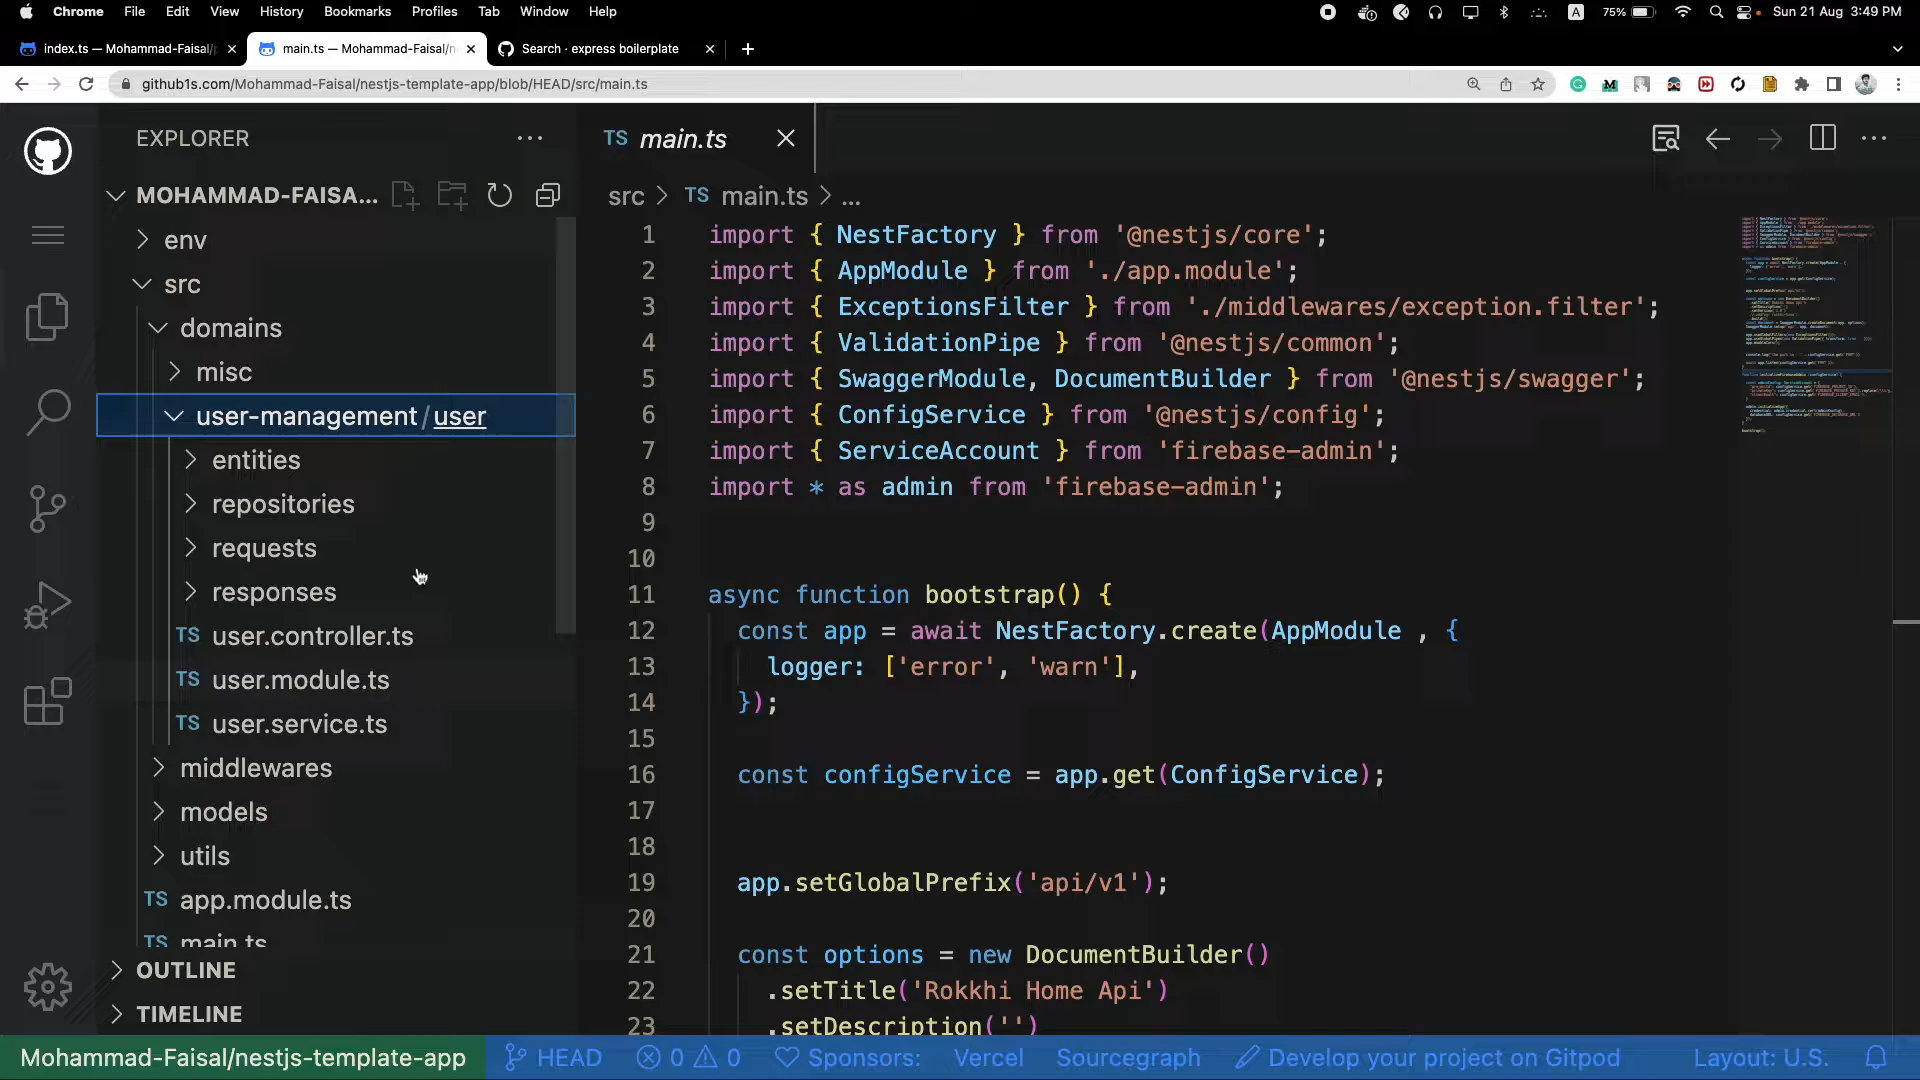 Chrome File Edit View History Bookmarks Profiles Tab Window Help A 75% Sun 21 Aug 3:49 PM
index.ts — Mohammad-Faisal/ main.ts — Mohammad-Faisal/n Search · express boilerplate
github1s.com/Mohammad-Faisal/nestjs-template-app/blob/HEAD/src/main.ts
EXPLORER
MOHAMMAD-FAISA...
env
src
domains
misc
user-management/user
entities
repositories
requests
responses
TS user.controller.ts
TS user.module.ts
TS user.service.ts
middlewares
models
utils
TS app.module.ts
TS main.ts
OUTLINE
TIMELINE
TS main.ts
src > TS main.ts > ...
1 import { NestFactory } from '@nestjs/core';
2 import { AppModule } from './app.module';
3 import { ExceptionsFilter } from './middlewares/exception.filter';
4 import { ValidationPipe } from '@nestjs/common';
5 import { SwaggerModule, DocumentBuilder } from '@nestjs/swagger';
6 import { ConfigService } from '@nestjs/config';
7 import { ServiceAccount } from 'firebase-admin';
8 import * as admin from 'firebase-admin';
9
10
11 async function bootstrap() {
12 const app = await NestFactory.create(AppModule , {
13 logger: ['error', 'warn'],
14 });
15
16 const configService = app.get(ConfigService);
17
18
19 app.setGlobalPrefix('api/v1');
20
21 const options = new DocumentBuilder()
22 .setTitle('Rokkhi Home Api')
23 .setDescription('')
Mohammad-Faisal/nestjs-template-app HEAD 0 0 Sponsors: Vercel Sourcegraph Develop your project on Gitpod Layout: U.S.